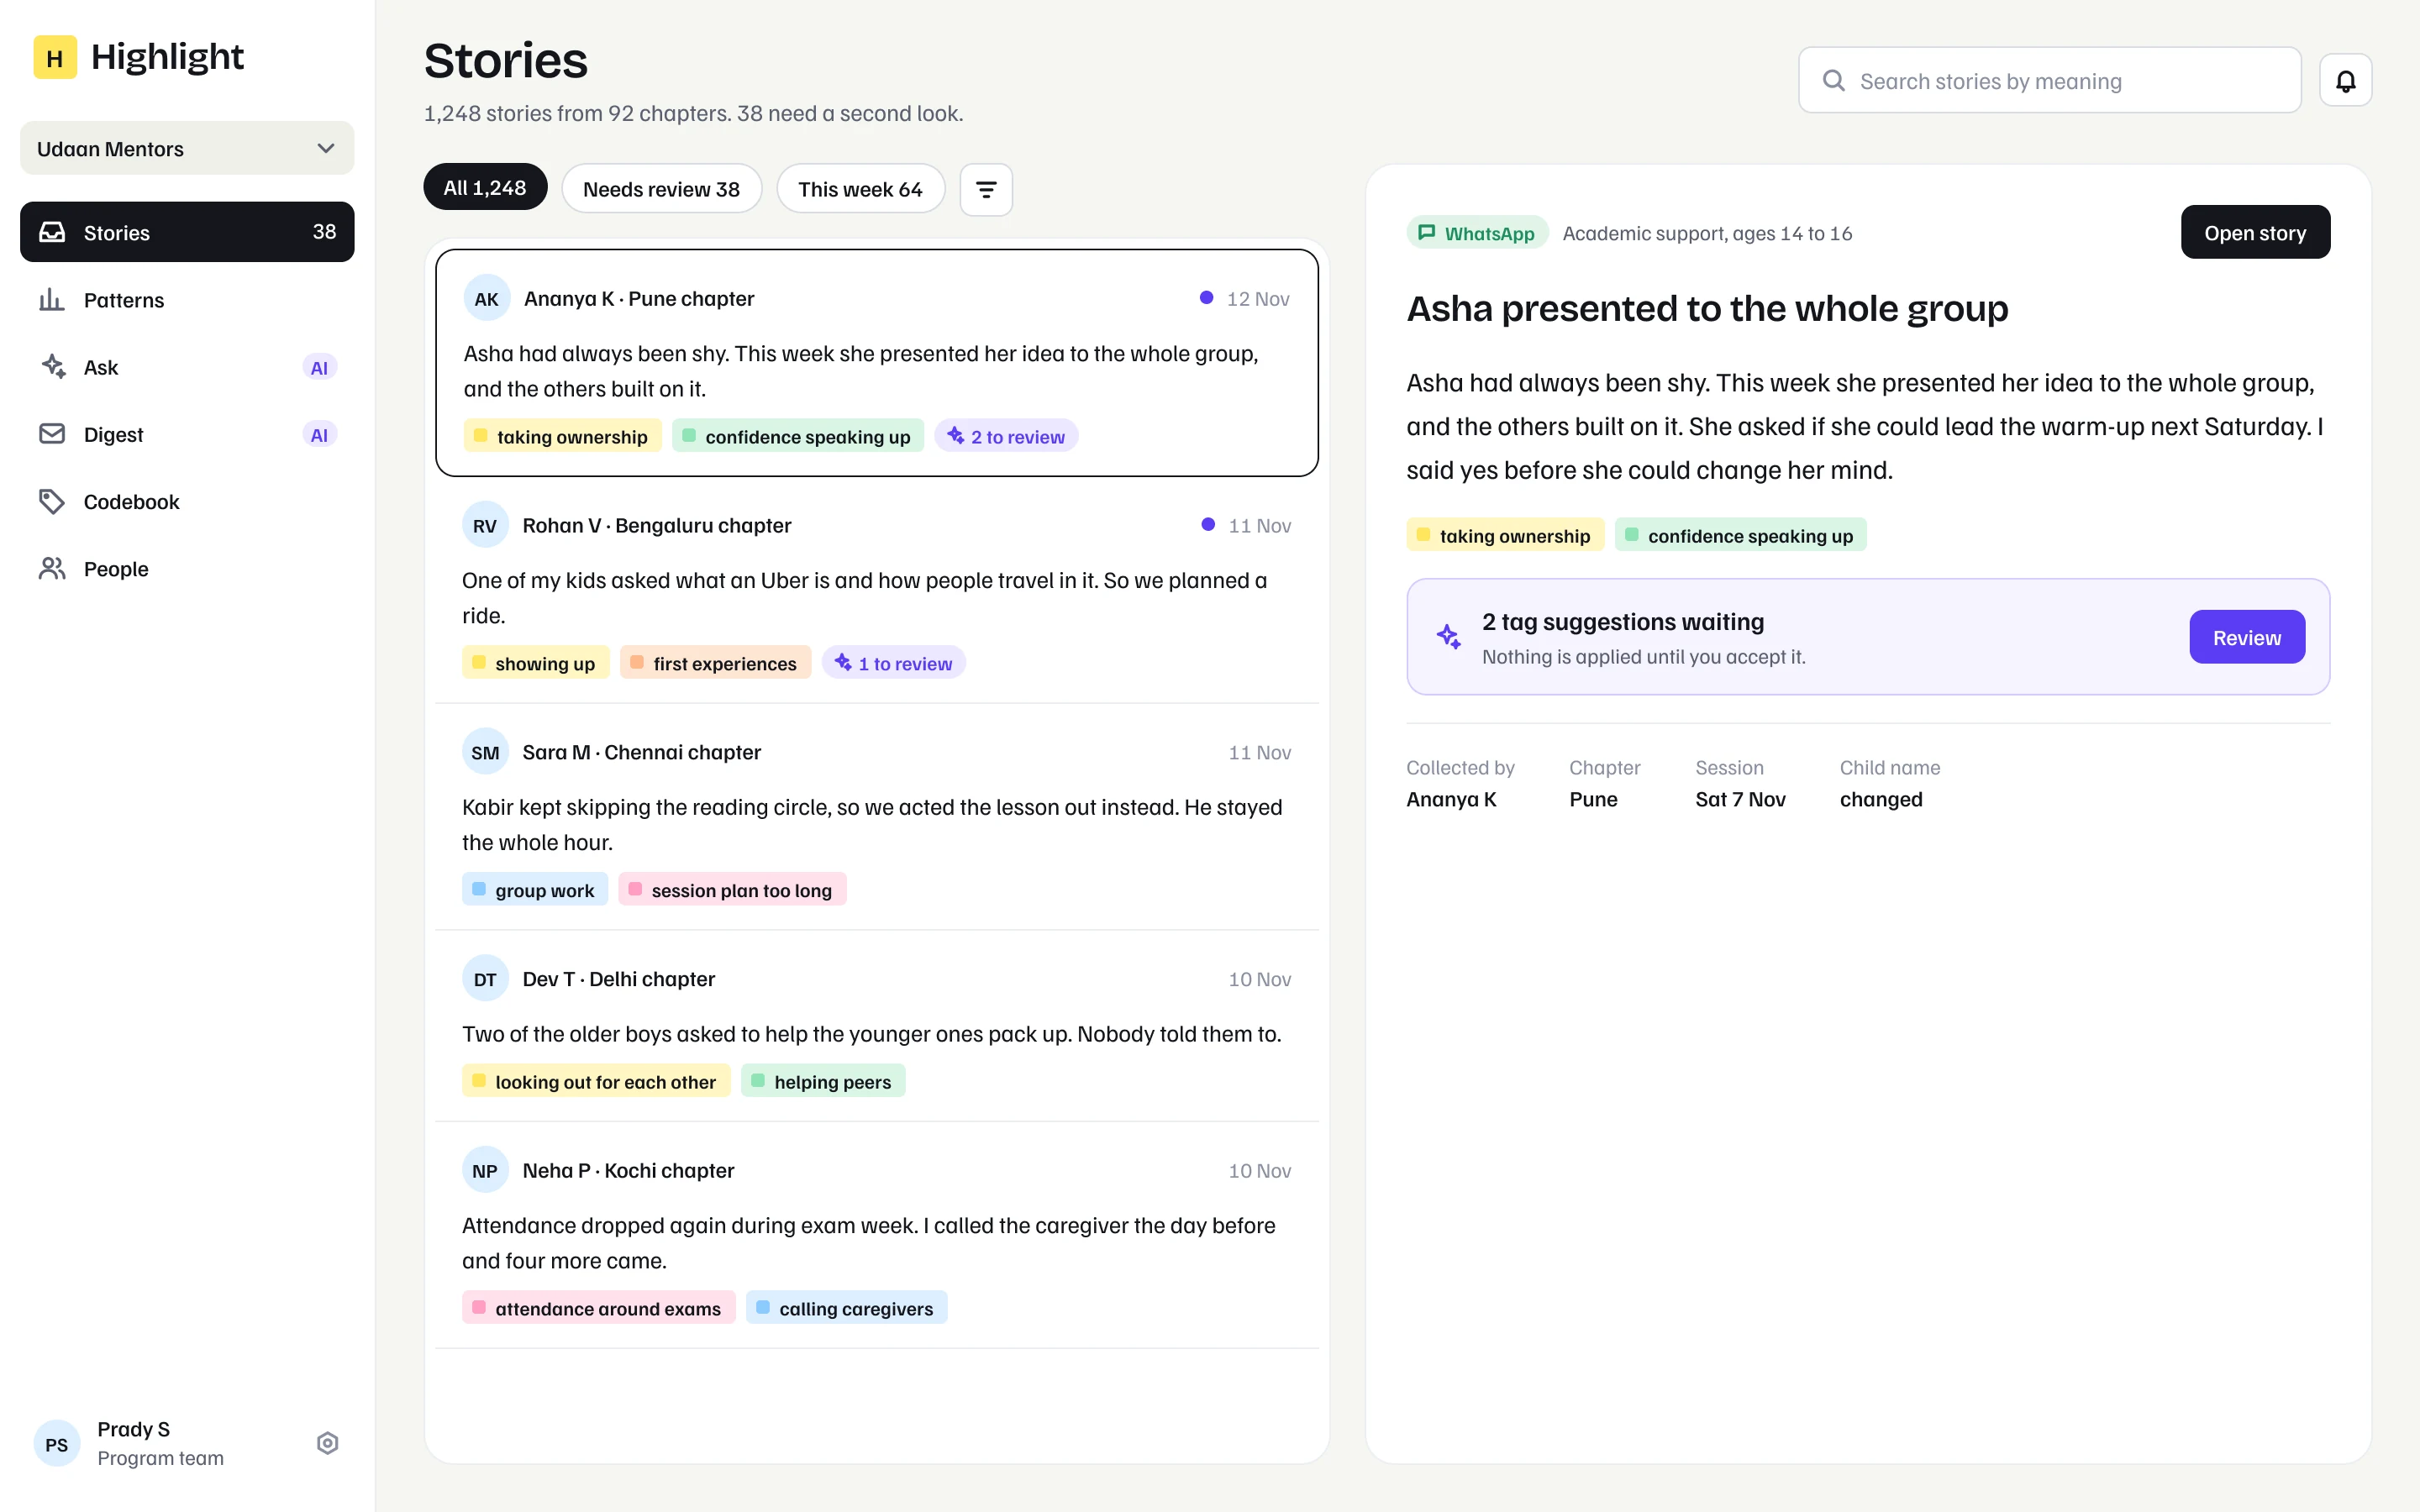 H Highlight
Udaan Mentors
Stories 38
Patterns
Ask AI
Digest AI
Codebook
People
PS Prady S
Program team
Stories
1,248 stories from 92 chapters. 38 need a second look.
Search stories by meaning
All 1,248 Needs review 38 This week 64
AK Ananya K · Pune chapter 12 Nov
Asha had always been shy. This week she presented her idea to the whole group,
and the others built on it.
taking ownership confidence speaking up 2 to review
RV Rohan V · Bengaluru chapter 11 Nov
One of my kids asked what an Uber is and how people travel in it. So we planned a
ride.
showing up first experiences 1 to review
SM Sara M · Chennai chapter 11 Nov
Kabir kept skipping the reading circle, so we acted the lesson out instead. He stayed
the whole hour.
group work session plan too long
DT Dev T · Delhi chapter 10 Nov
Two of the older boys asked to help the younger ones pack up. Nobody told them to.
looking out for each other helping peers
NP Neha P · Kochi chapter 10 Nov
Attendance dropped again during exam week. I called the caregiver the day before
and four more came.
attendance around exams calling caregivers
WhatsApp Academic support, ages 14 to 16 Open story
Asha presented to the whole group
Asha had always been shy. This week she presented her idea to the whole group,
and the others built on it. She asked if she could lead the warm-up next Saturday. I
said yes before she could change her mind.
taking ownership confidence speaking up
2 tag suggestions waiting
Nothing is applied until you accept it.
Review
Collected by Chapter Session Child name
Ananya K Pune Sat 7 Nov changed